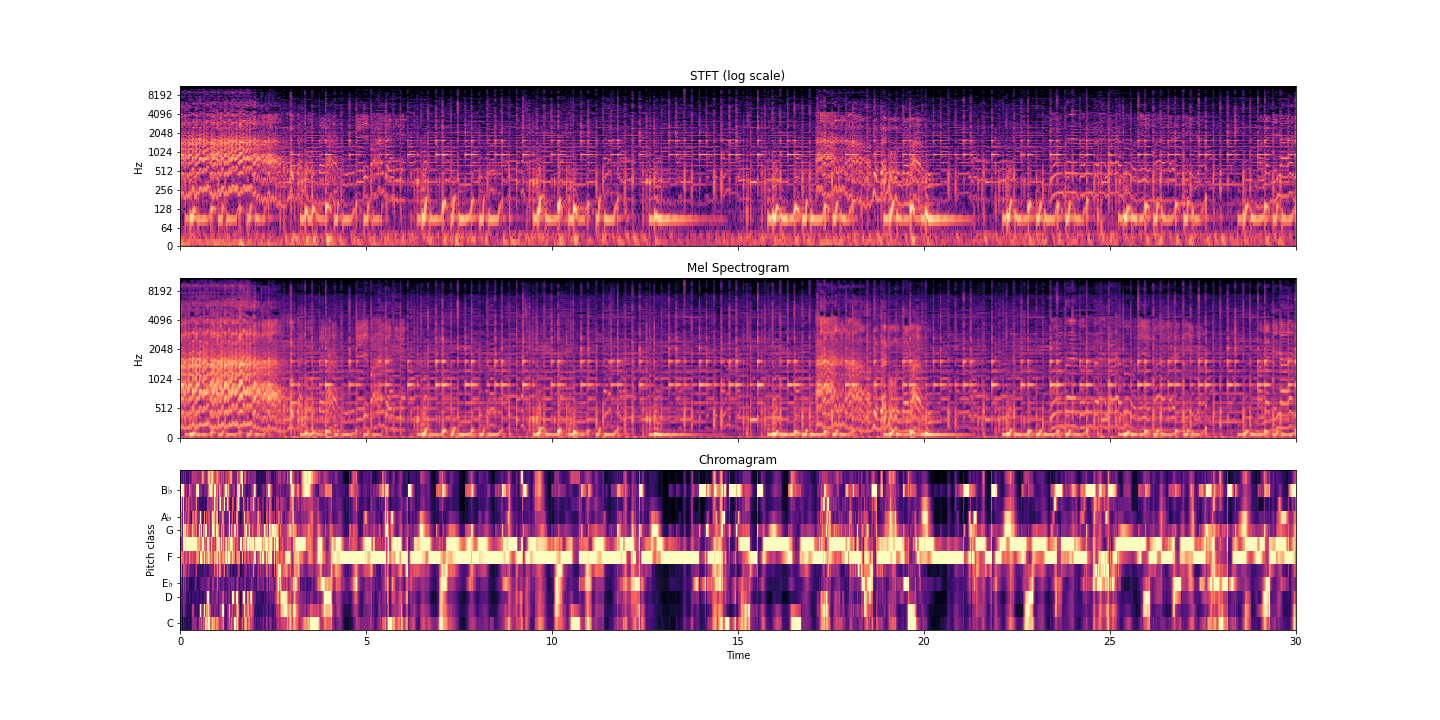 STFT (log scale)
8192
4096
2048
1024
512
256
128
64
0
Hz
Mel Spectrogram
8192
4096
2048
1024
512
0
Hz
Chromagram
B♭
A♭
G
F
E♭
D
C
Pitch class
0 5 10 15 20 25 30
Time